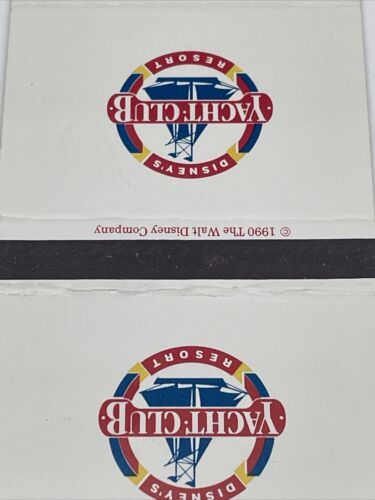 DISNEY'S
YACHT·CLUB
RESORT
© 1990 The Walt Disney Company
DISNEY'S
·YACHT·CLUB·
RESORT